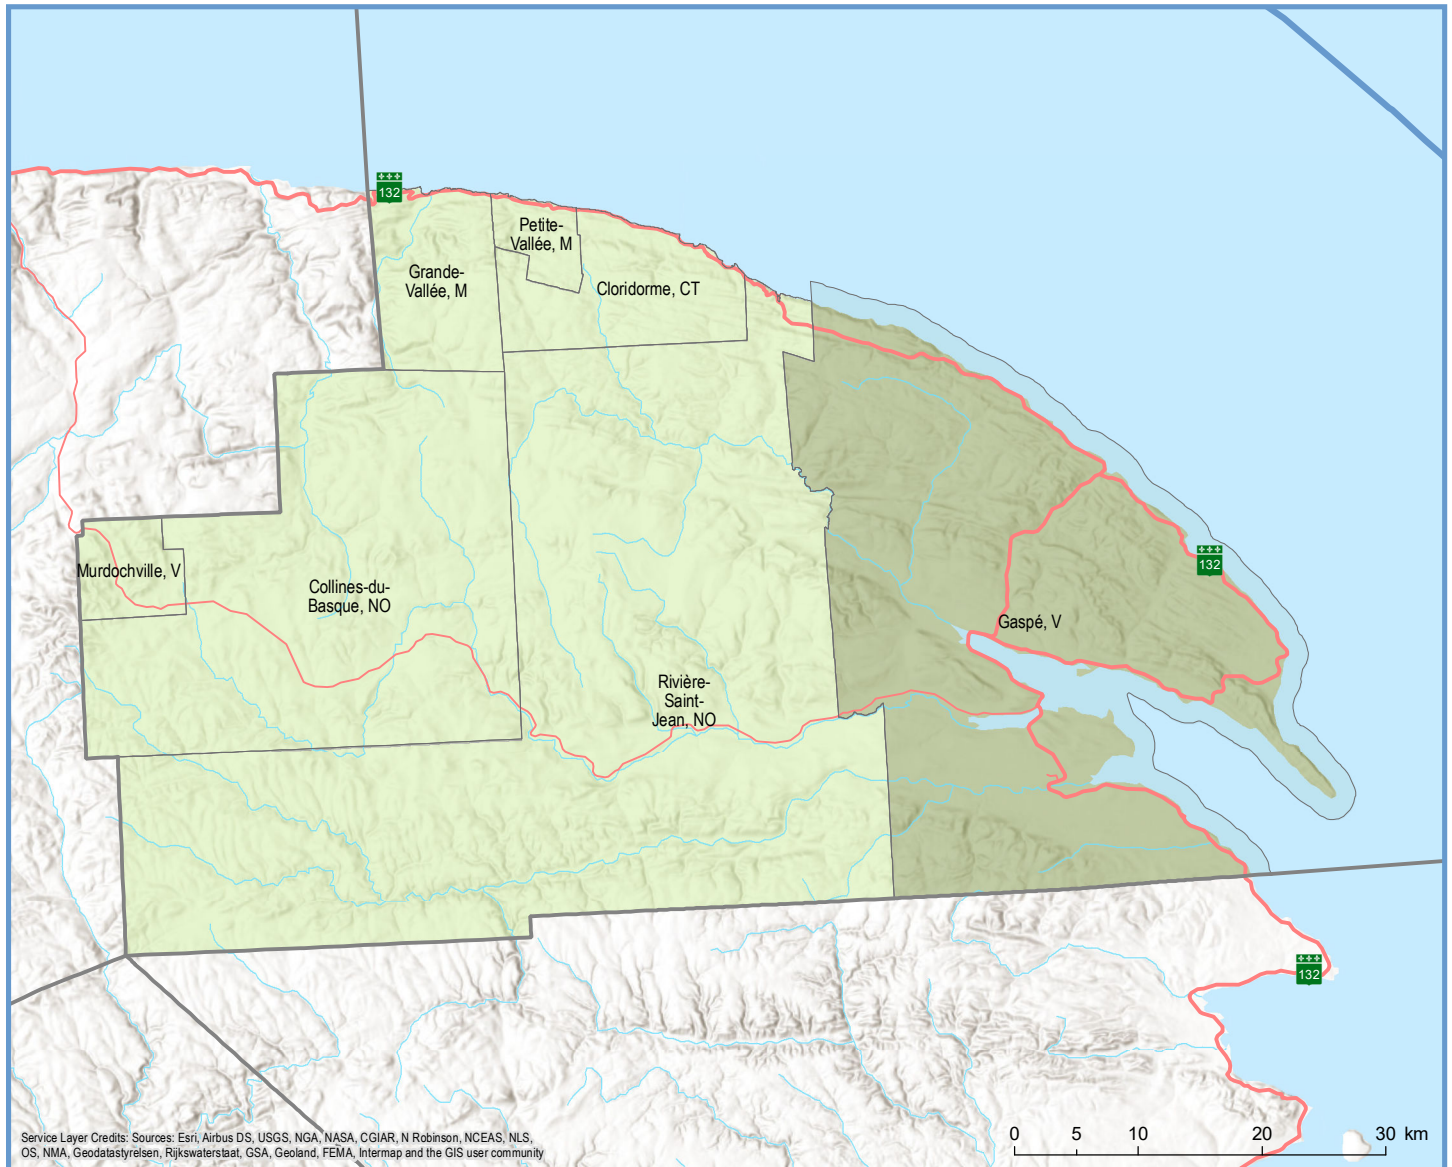 132
Petite-
Vallée, M
Grande-
Vallée, M
Cloridorme, CT
Murdochville, V
Collines-du-
Basque, NO
132
Gaspé, V
Rivière-
Saint-
Jean, NO
132
0 5 10 20 30 km
Service Layer Credits: Sources: Esri, Airbus DS, USGS, NGA, NASA, CGIAR, N Robinson, NCEAS, NLS,
OS, NMA, Geodatastyrelsen, Rijkswaterstaat, GSA, Geoland, FEMA, Intermap and the GIS user community